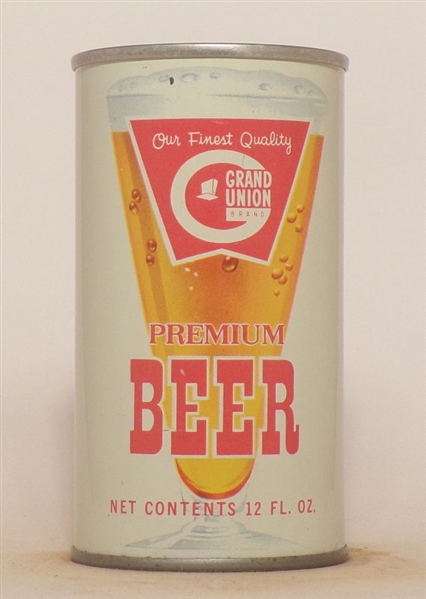 Our Finest Quality
GRAND
UNION
BRAND
PREMIUM
BEER
NET CONTENTS 12 FL. OZ.